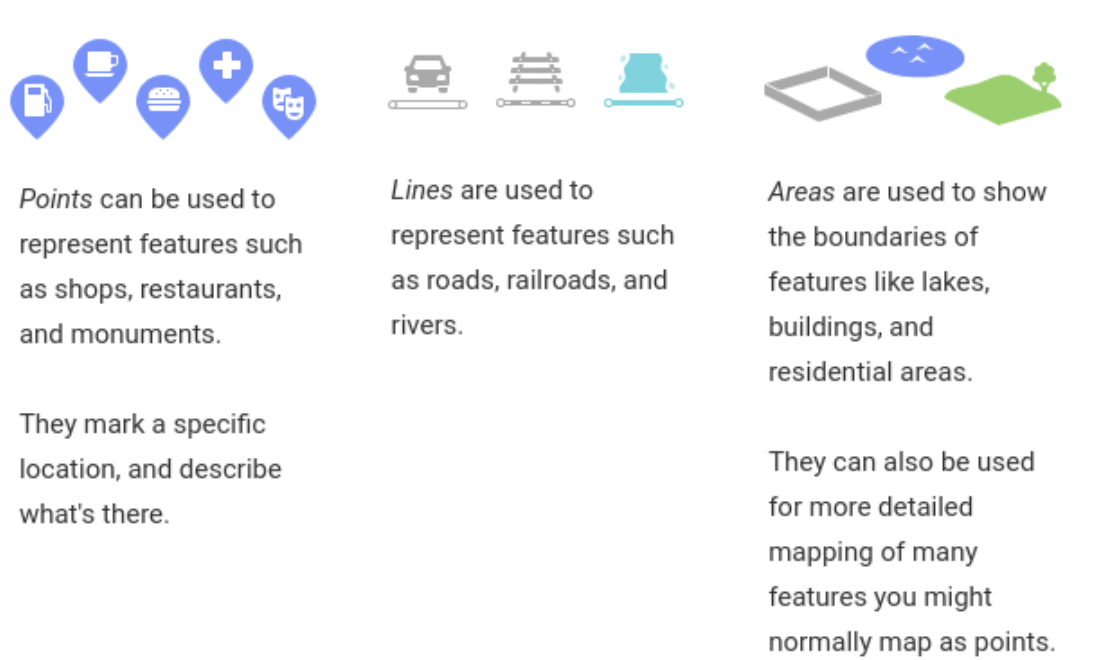 Points can be used to
represent features such
as shops, restaurants,
and monuments.
They mark a specific
location, and describe
what's there.
Lines are used to
represent features such
as roads, railroads, and
rivers.
Areas are used to show
the boundaries of
features like lakes,
buildings, and
residential areas.
They can also be used
for more detailed
mapping of many
features you might
normally map as points.